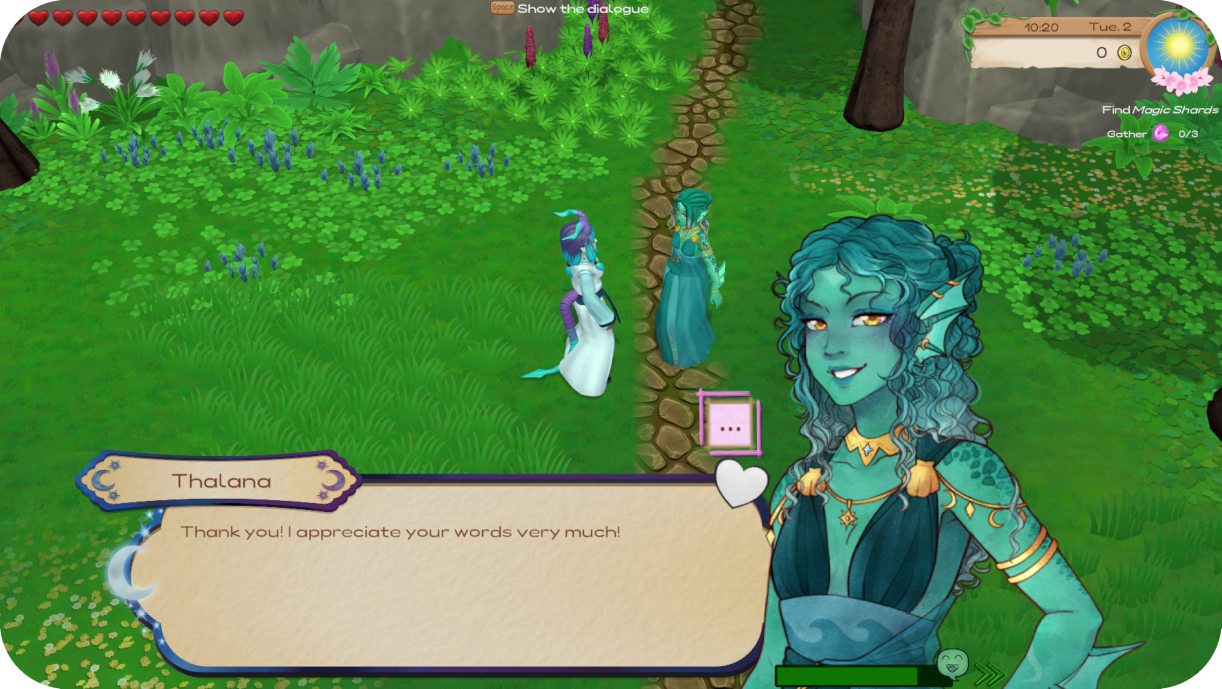 Space Show the dialogue
10:20 Tue. 2
0
Find Magic Shards
Gather 0/3
...
Thalana
Thank you! I appreciate your words very much!